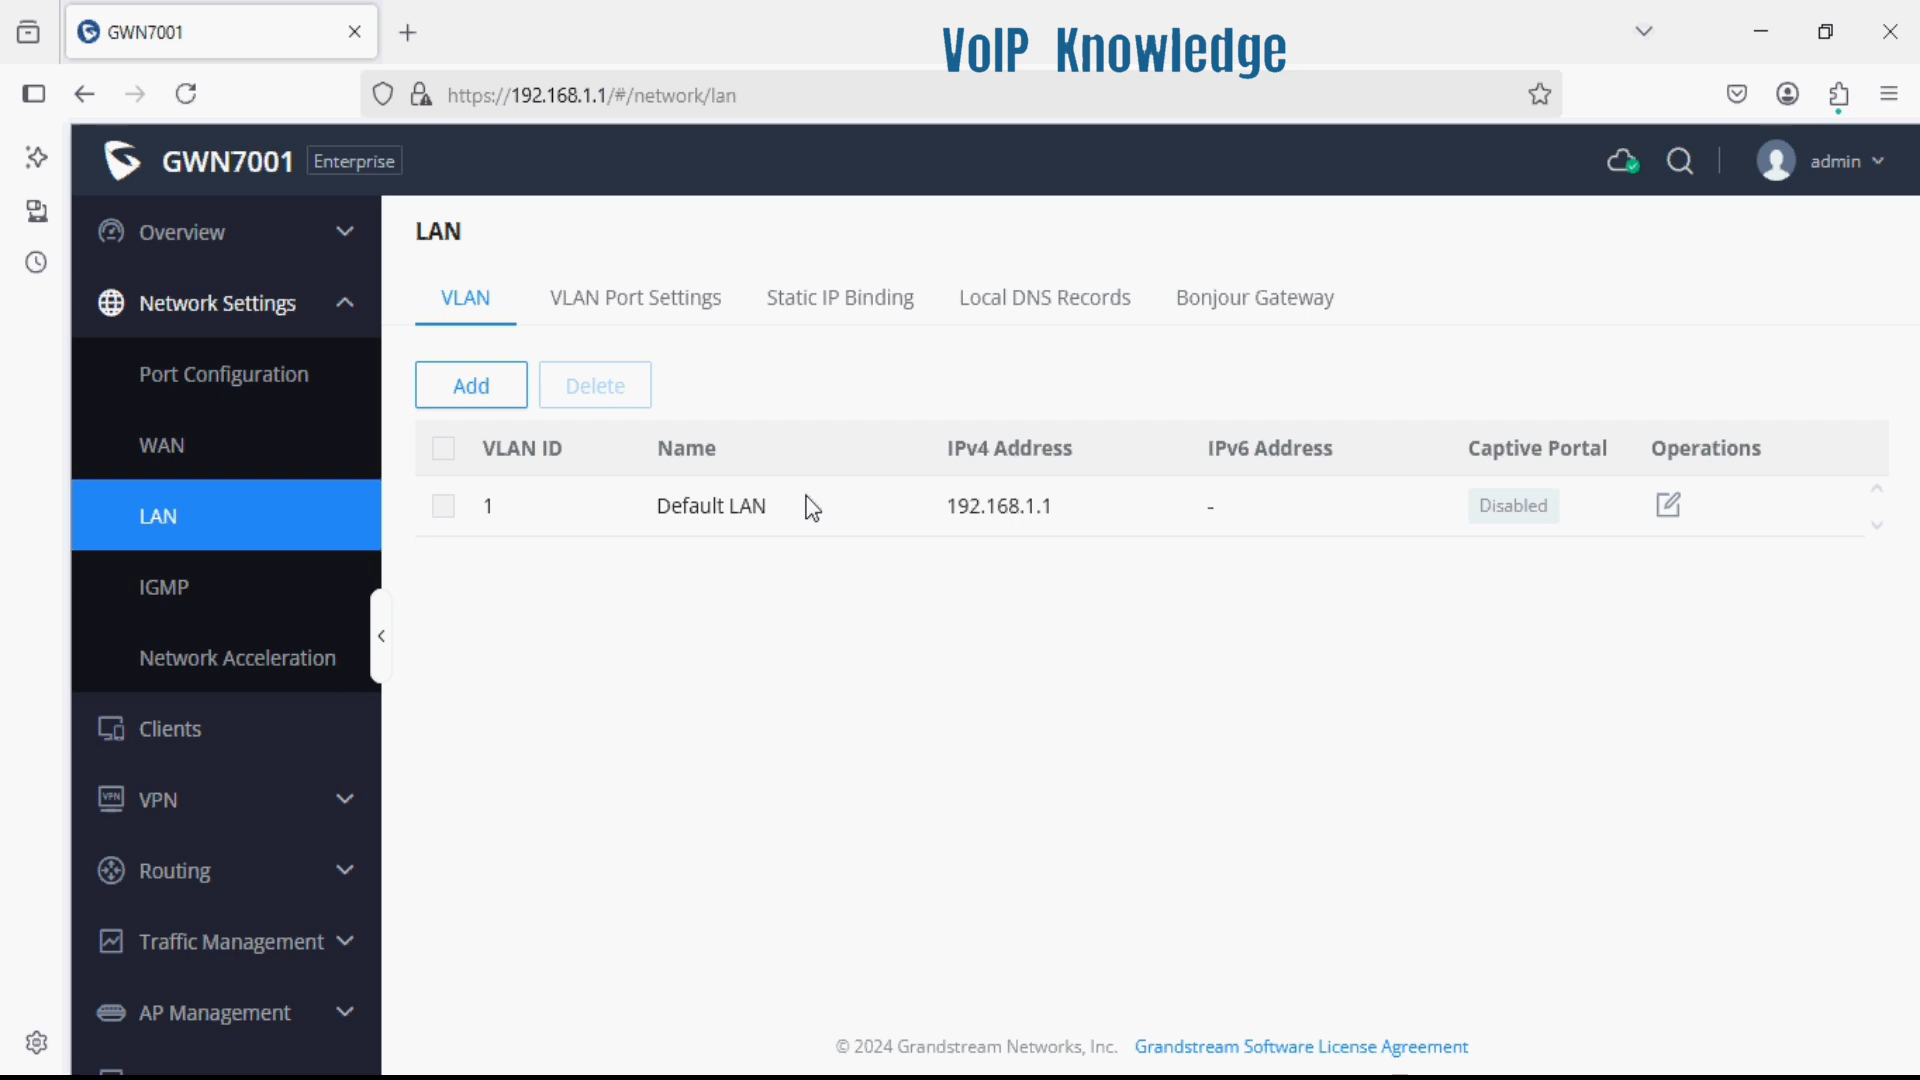 GWN7001
VoIP Knowledge
https://192.168.1.1/#/network/lan
GWN7001 Enterprise
admin
Overview
Network Settings
Port Configuration
WAN
LAN
IGMP
Network Acceleration
Clients
VPN
VPN
Routing
Traffic Management
AP Management
LAN
VLAN VLAN Port Settings Static IP Binding Local DNS Records Bonjour Gateway
Add Delete
VLAN ID Name IPv4 Address IPv6 Address Captive Portal Operations
1 Default LAN 192.168.1.1 - Disabled
© 2024 Grandstream Networks, Inc. Grandstream Software License Agreement